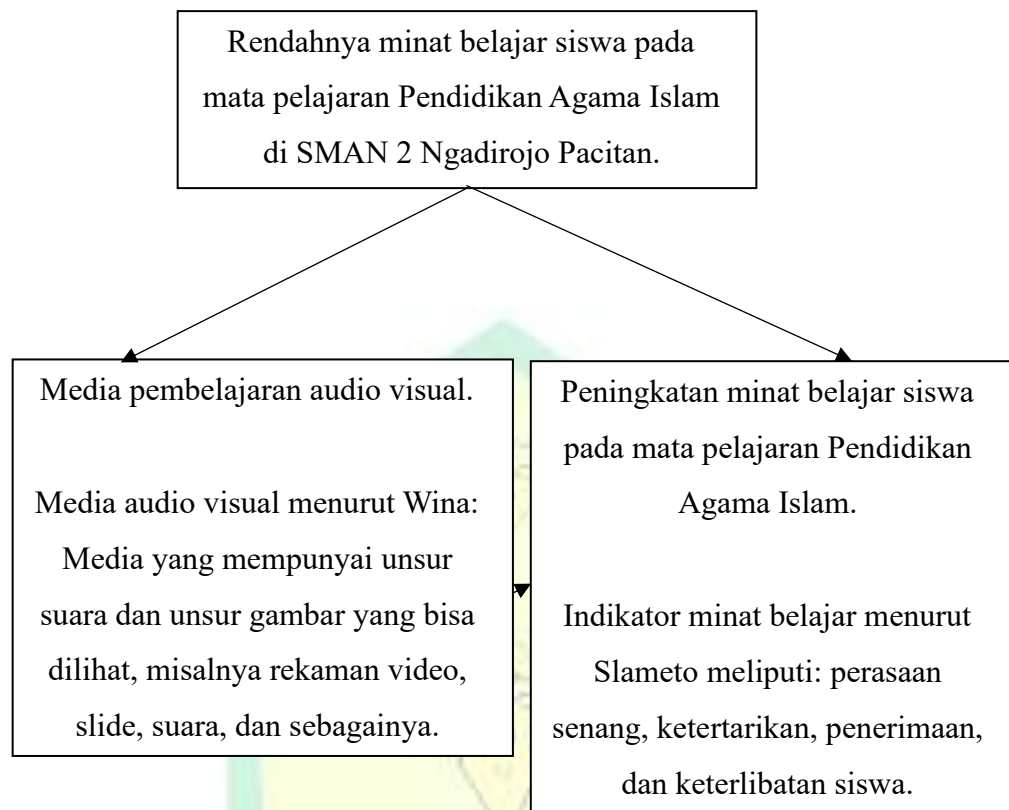 Rendahnya minat belajar siswa pada
mata pelajaran Pendidikan Agama Islam
di SMAN 2 Ngadirojo Pacitan.
Media pembelajaran audio visual.
Media audio visual menurut Wina:
Media yang mempunyai unsur
suara dan unsur gambar yang bisa
dilihat, misalnya rekaman video,
slide, suara, dan sebagainya.
Peningkatan minat belajar siswa
pada mata pelajaran Pendidikan
Agama Islam.
Indikator minat belajar menurut
Slameto meliputi: perasaan
senang, ketertarikan, penerimaan,
dan keterlibatan siswa.